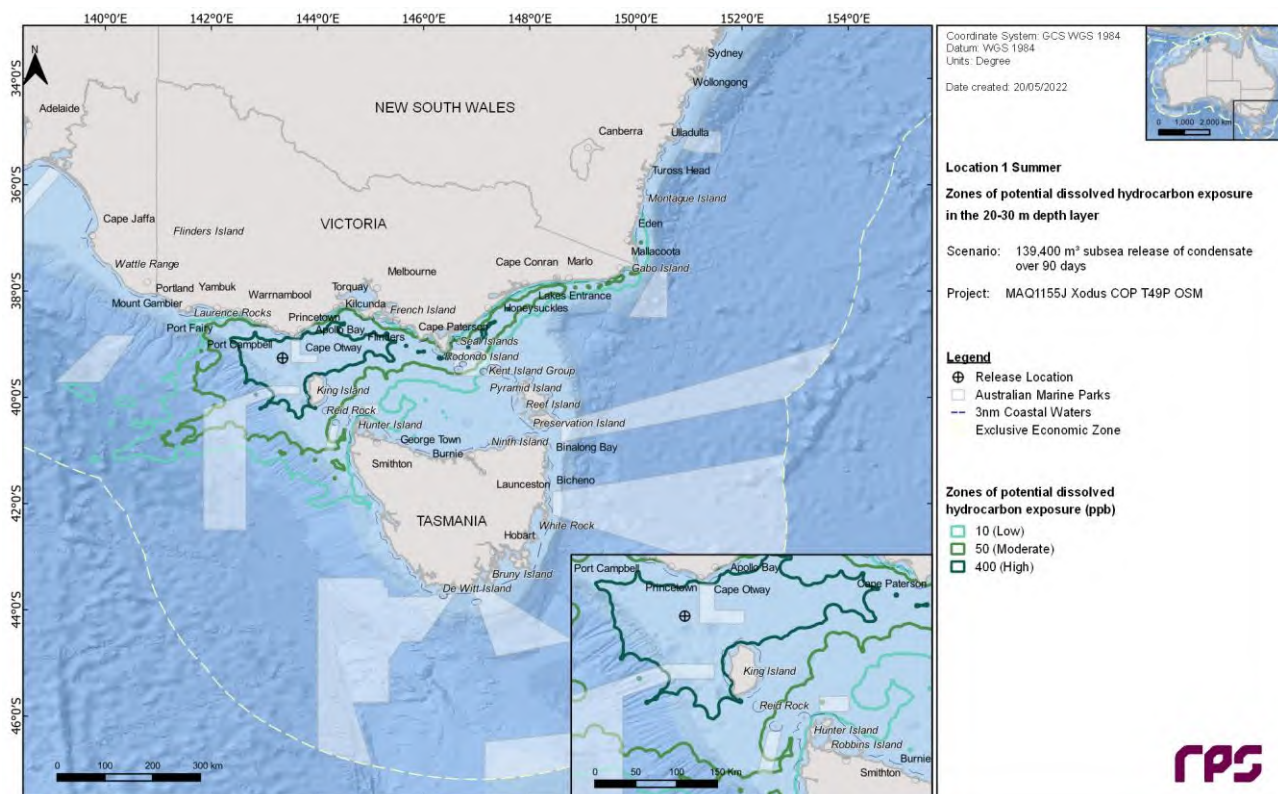 140°0'E 142°0'E 144°0'E 146°0'E 148°0'E 150°0'E 152°0'E 154°0'E
N
34°0'S
36°0'S
38°0'S
40°0'S
42°0'S
44°0'S
46°0'S
Sydney
Wollongong
Adelaide
NEW SOUTH WALES
Canberra
Ulladulla
Tuross Head
Montague Island
Cape Jaffa
VICTORIA
Eden
Flinders Island
Mallacoota
Wattle Range
Melbourne
Cape Conran
Marlo
Gabo Island
Portland
Yambuk
Torquay
Mount Gambier
Warrnambool
Kilcunda
Lakes Entrance
Laurence Rocks
Princetown
French Island
Honeysuckles
Port Fairy
Apollo Bay
Cape Paterson
Port Campbell
Cape Otway
Flinders
Seal Islands
Rodondo Island
Kent Island Group
King Island
Pyramid Island
Reid Rock
Reef Island
Hunter Island
Preservation Island
George Town
Ninth Island
Burnie
Binalong Bay
Smithton
Launceston
Bicheno
TASMANIA
White Rock
Hobart
Bruny Island
De Witt Island
0 100 200 300 km
Port Campbell
Apollo Bay
Princetown
Cape Otway
Cape Paterson
King Island
Reid Rock
Hunter Island
Robbins Island
Burnie
Smithton
0 50 100 150 Km
Coordinate System: GCS WGS 1984
Datum: WGS 1984
Units: Degree
Date created: 20/05/2022
0 1,000 2,000 km
Location 1 Summer
Zones of potential dissolved hydrocarbon exposure
in the 20-30 m depth layer
Scenario: 139,400 m³ subsea release of condensate
over 90 days
Project: MAQ1155J Xodus COP T49P OSM
Legend
Release Location
Australian Marine Parks
3nm Coastal Waters
Exclusive Economic Zone
Zones of potential dissolved
hydrocarbon exposure (ppb)
10 (Low)
50 (Moderate)
400 (High)
rps